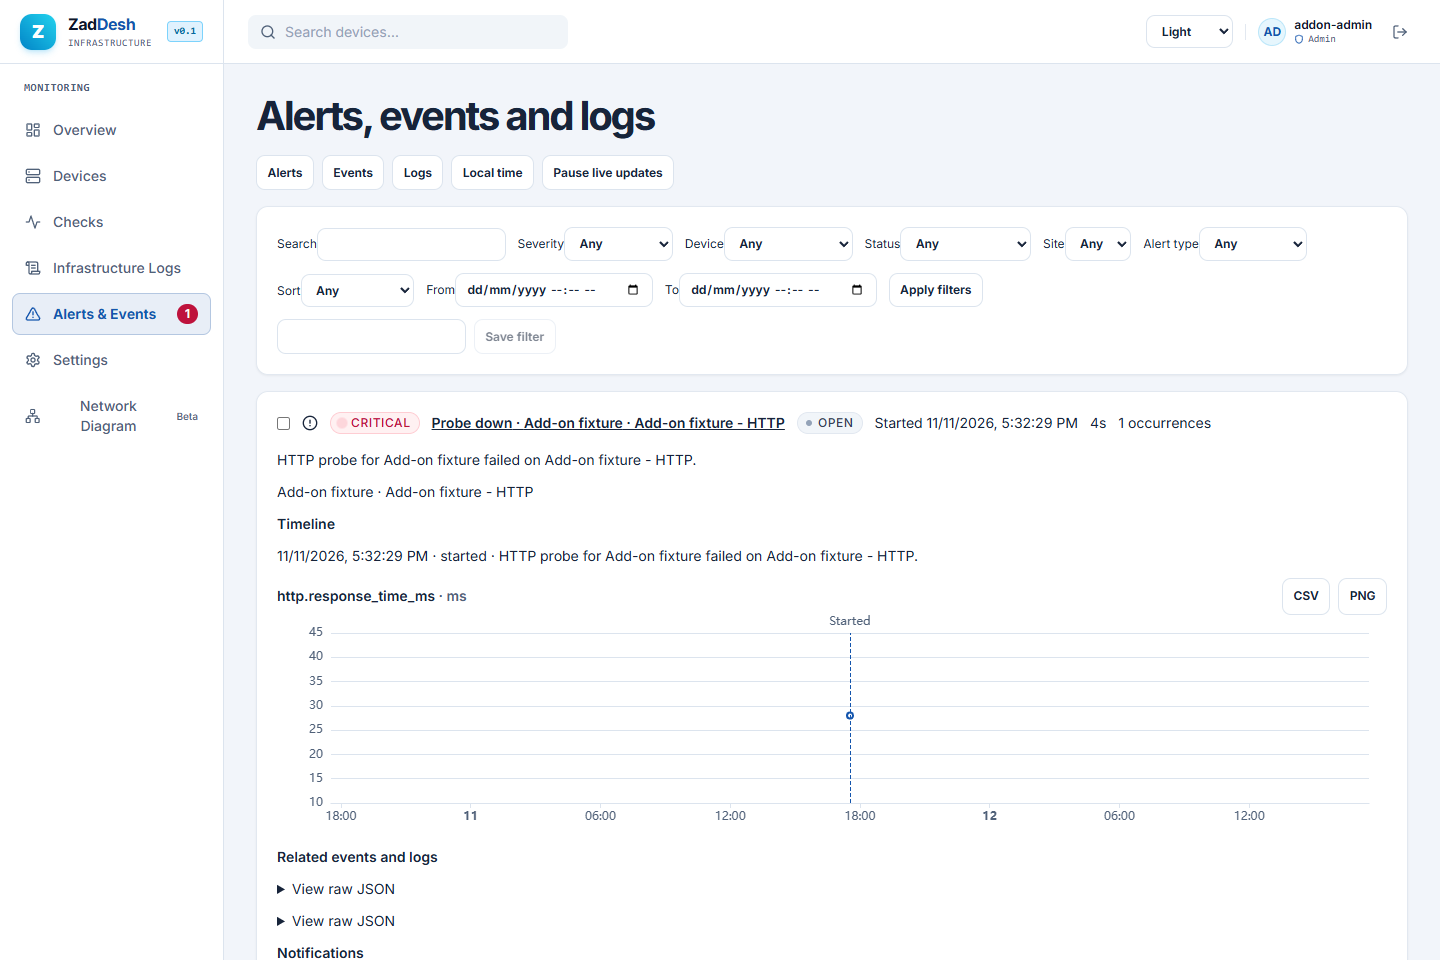 Z ZadDesh INFRASTRUCTURE v0.1
Search devices...
Light
AD addon-admin Admin
MONITORING
Overview
Devices
Checks
Infrastructure Logs
Alerts & Events 1
Settings
Network Diagram Beta
Alerts, events and logs
Alerts Events Logs Local time Pause live updates
Search Severity Any Device Any Status Any Site Any Alert type Any
Sort Any From dd/mm/yyyy --:-- -- To dd/mm/yyyy --:-- -- Apply filters
Save filter
CRITICAL Probe down · Add-on fixture · Add-on fixture - HTTP OPEN Started 11/11/2026, 5:32:29 PM 4s 1 occurrences
HTTP probe for Add-on fixture failed on Add-on fixture - HTTP.
Add-on fixture · Add-on fixture - HTTP
Timeline
11/11/2026, 5:32:29 PM · started · HTTP probe for Add-on fixture failed on Add-on fixture - HTTP.
http.response_time_ms · ms CSV PNG
Started
45
40
35
30
25
20
15
10
18:00 11 06:00 12:00 18:00 12 06:00 12:00
Related events and logs
View raw JSON
View raw JSON
Notifications